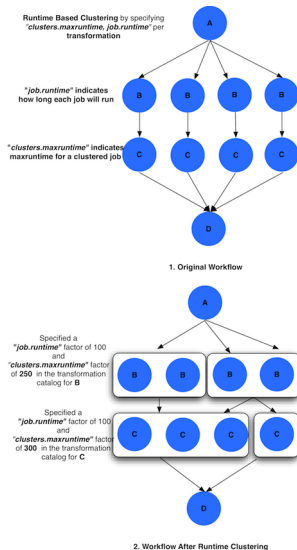 Runtime Based Clustering by specifying
"clusters.maxruntime, job.runtime" per
transformation
A
"job.runtime" indicates
how long each job will run
B B B B
"clusters.maxruntime" indicates
maxruntime for a clustered job
C C C C
D
1. Original Workflow
A
Specified a
"job.runtime" factor of 100
and
"clusters.maxruntime" factor
of 250 in the transformation
catalog for B
B B B B
Specified a
"job.runtime" factor of 100
and
"clusters.maxruntime" factor
of 300 in the transformation
catalog for C
C C C C
D
2. Workflow After Runtime Clustering